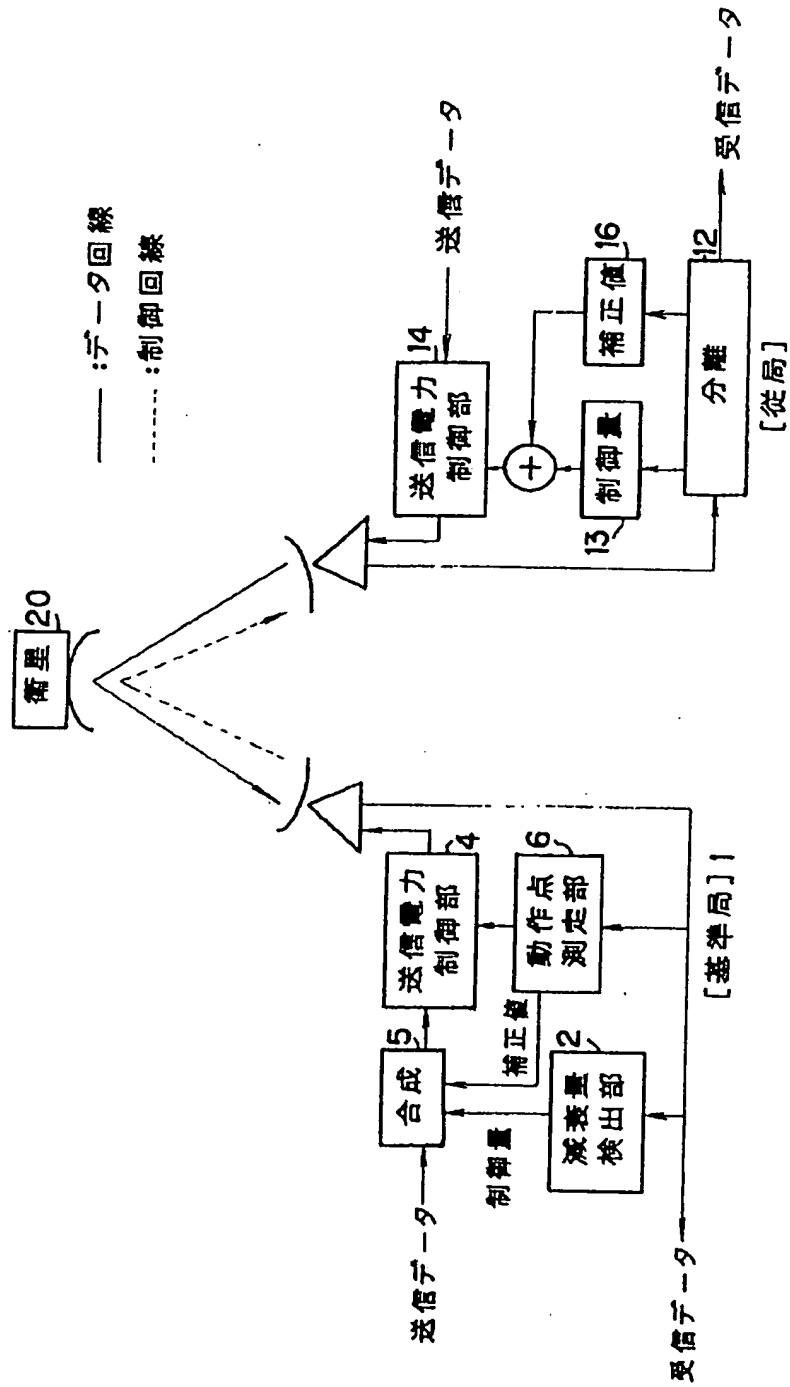 ——:データ回線
-----:制御回線
衛星
20
送信データ
送信電力
制御部
14
制御量
13
補正値
16
分離
12
受信データ
[従局]
送信データ
合成
5
送信電力
制御部
4
制御量
補正値
減衰量
検出部
2
動作点
測定部
6
受信データ
[基準局]1